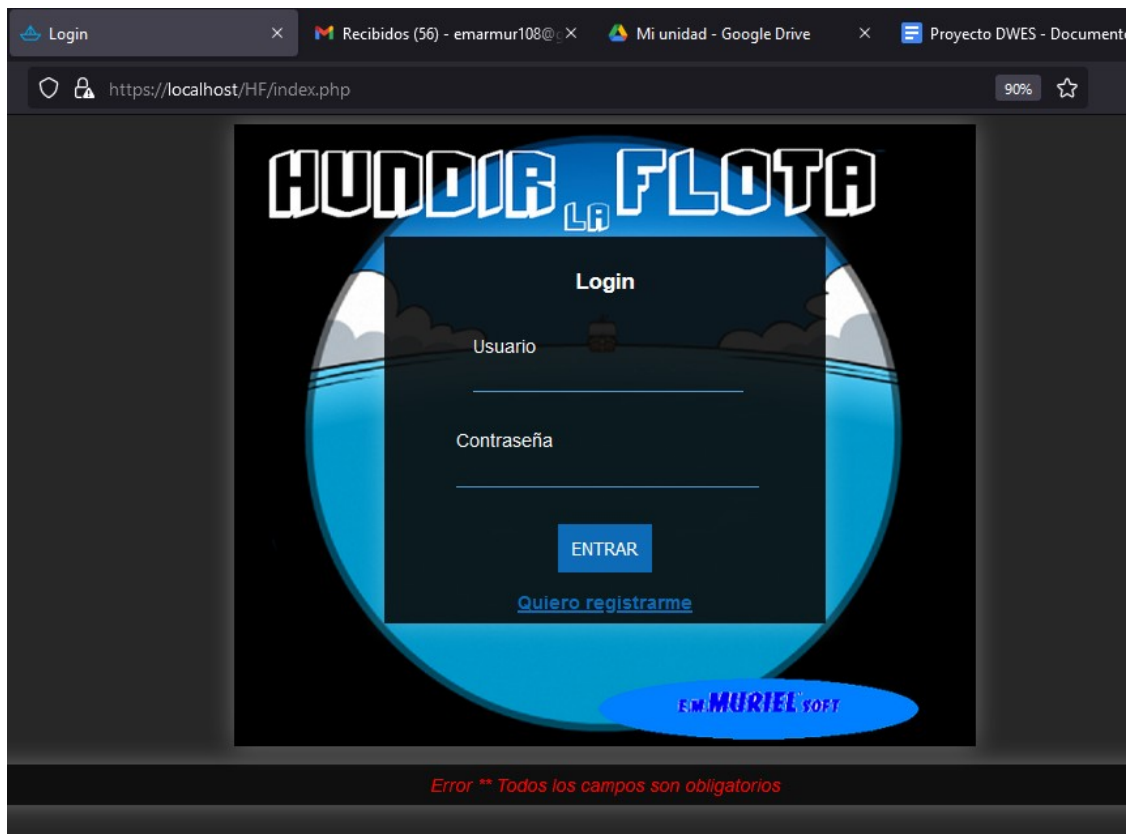 Login
Recibidos (56) - emarmur108@g
Mi unidad - Google Drive
Proyecto DWES - Documento
https://localhost/HF/index.php
90%
HUNDIR LA FLOTA
Login
Usuario
Contraseña
ENTRAR
Quiero registrarme
E.M.MURIEL SOFT
Error ** Todos los campos son obligatorios